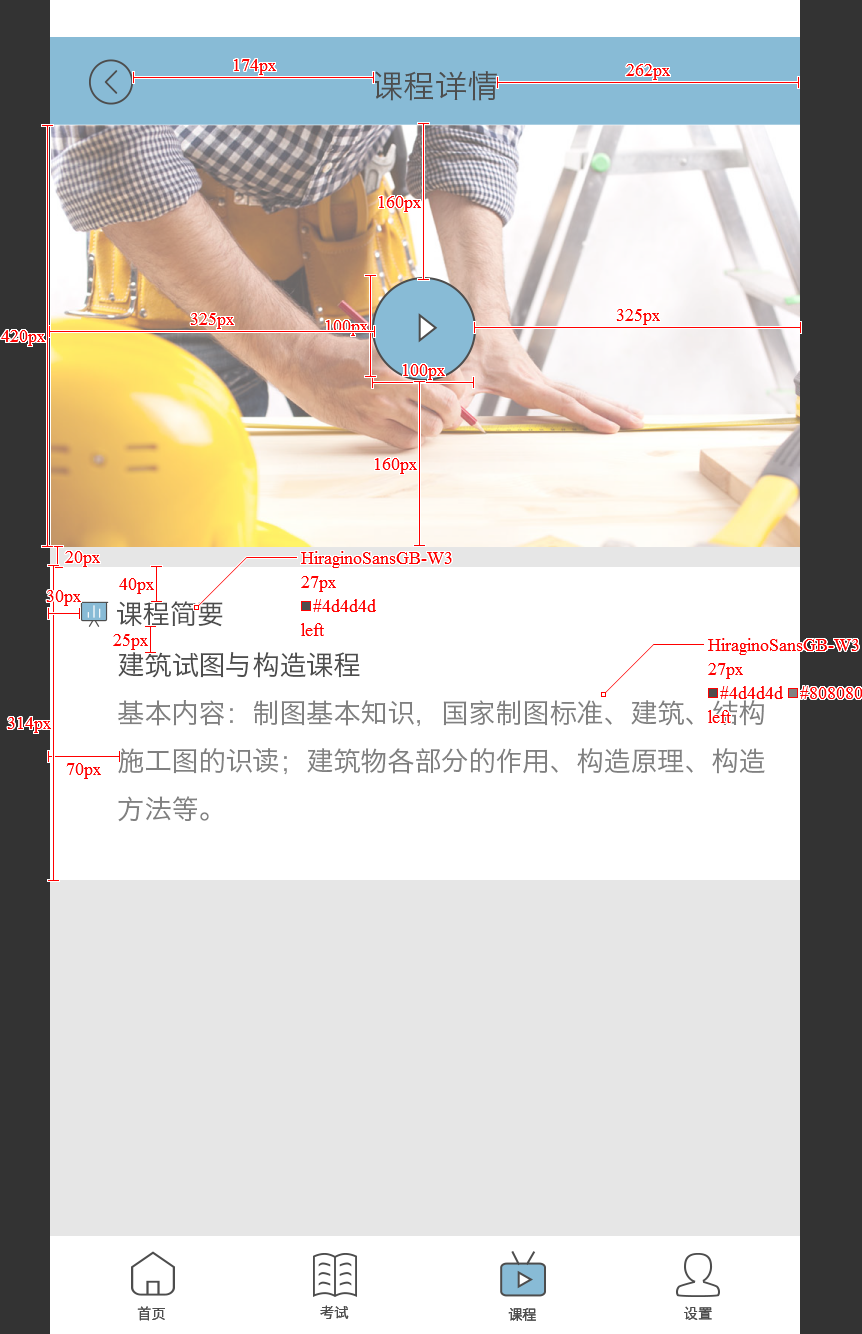 174px
课程详情
262px
160px
325px
100px
325px
420px
100px
160px
20px
HiraginoSansGB-W3
27px
#4d4d4d
left
40px
30px
课程简要
25px
HiraginoSansGB-W3
27px
#4d4d4d #808080
left
建筑试图与构造课程
基本内容：制图基本知识，国家制图标准、建筑、结构
施工图的识读；建筑物各部分的作用、构造原理、构造
方法等。
314px
70px
首页
考试
课程
设置